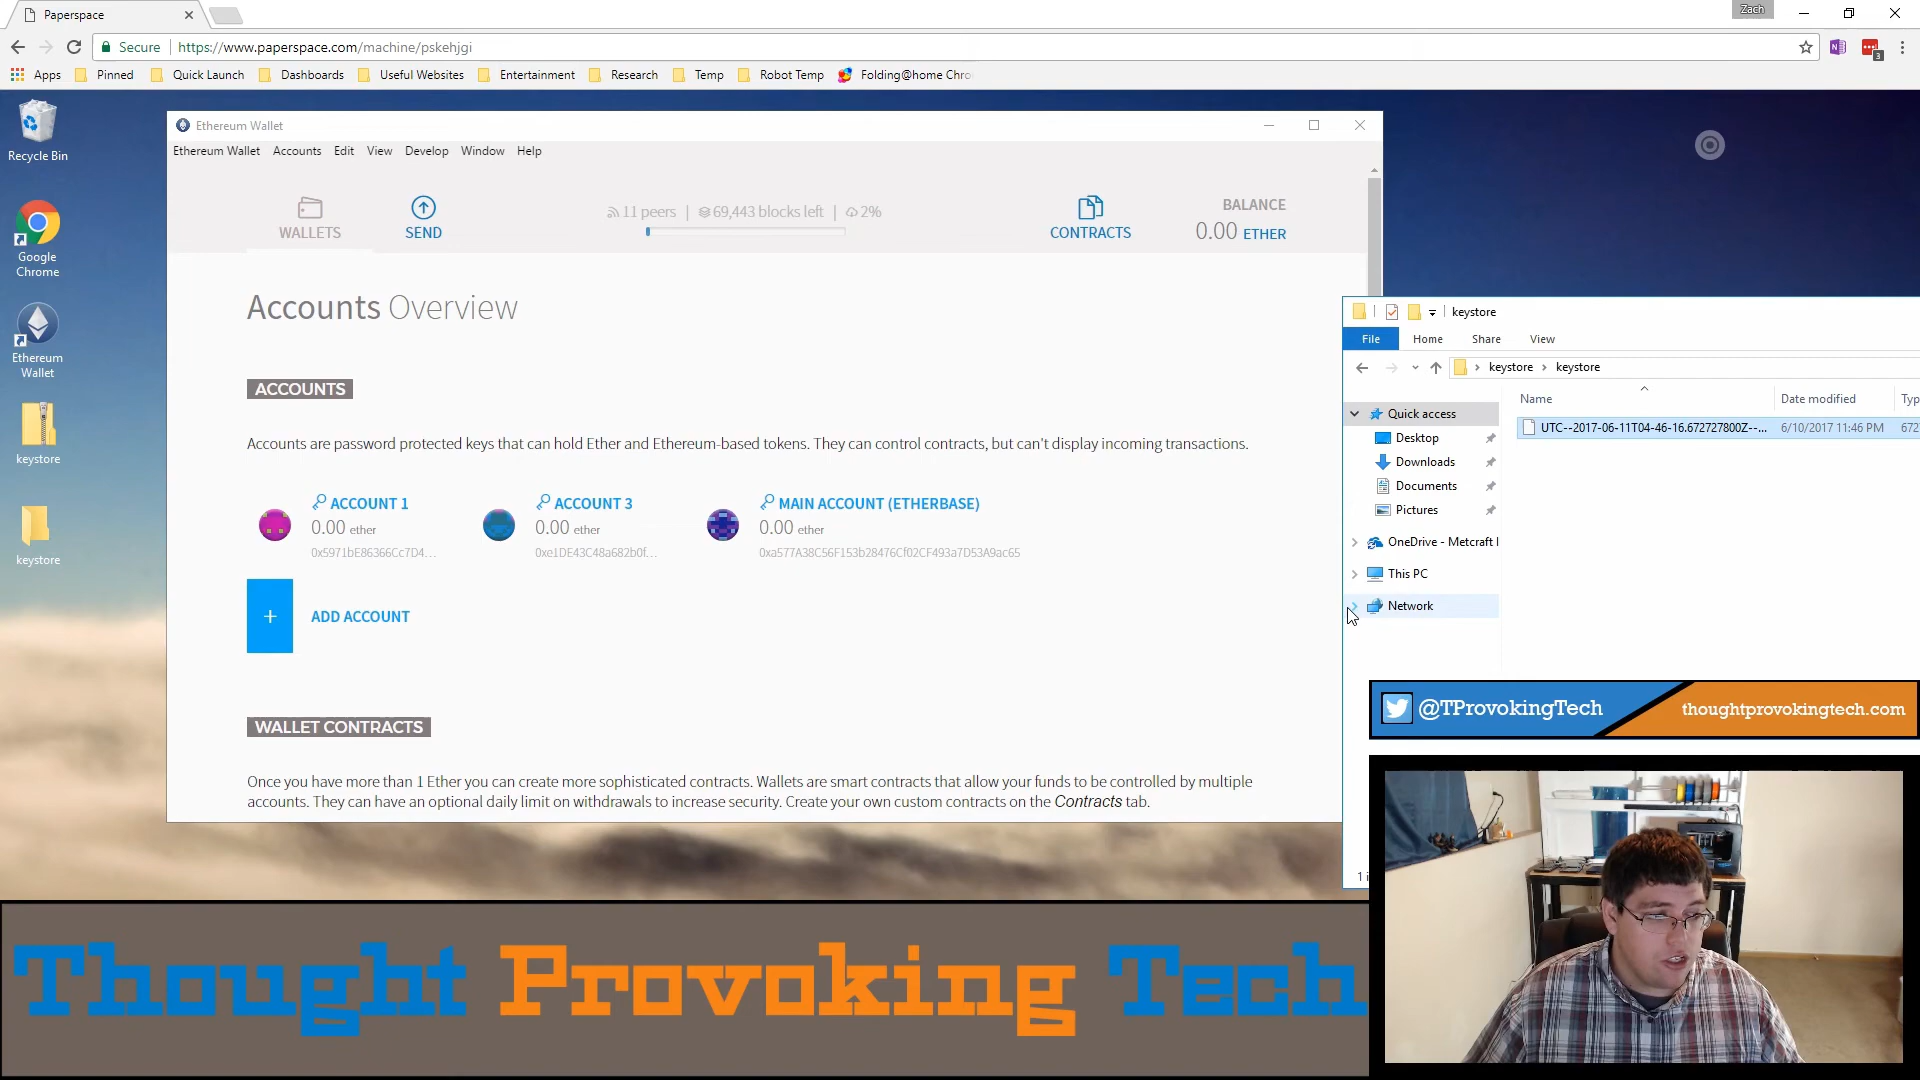 Paperspace
Zach
Secure
https://www.paperspace.com/machine/pskehjgi
3
Apps Pinned Quick Launch Dashboards Useful Websites Entertainment Research Temp Robot Temp Folding@home Chro
Recycle Bin
Google
Chrome
Ethereum
Wallet
keystore
keystore
Ethereum Wallet
Ethereum Wallet Accounts Edit View Develop Window Help
WALLETS
SEND
11 peers | 69,443 blocks left | 2%
CONTRACTS
BALANCE
0.00 ETHER
Accounts Overview
ACCOUNTS
Accounts are password protected keys that can hold Ether and Ethereum-based tokens. They can control contracts, but can't display incoming transactions.
ACCOUNT 1
0.00 ether
0x5971bE86366Cc7D4...
ACCOUNT 3
0.00 ether
0xe1DE43C48a682b0f...
MAIN ACCOUNT (ETHERBASE)
0.00 ether
0xa577A38C56F153b28476Cf02CF493a7D53A9ac65
+
ADD ACCOUNT
WALLET CONTRACTS
Once you have more than 1 Ether you can create more sophisticated contracts. Wallets are smart contracts that allow your funds to be controlled by multiple
accounts. They can have an optional daily limit on withdrawals to increase security. Create your own custom contracts on the Contracts tab.
keystore
File Home Share View
keystore > keystore
Name Date modified Typ
UTC--2017-06-11T04-46-16.672727800Z--... 6/10/2017 11:46 PM 672
Quick access
Desktop
Downloads
Documents
Pictures
OneDrive - Metcraft I
This PC
Network
1 i
@TProvokingTech
thoughtprovokingtech.com
Thought Provoking Tech